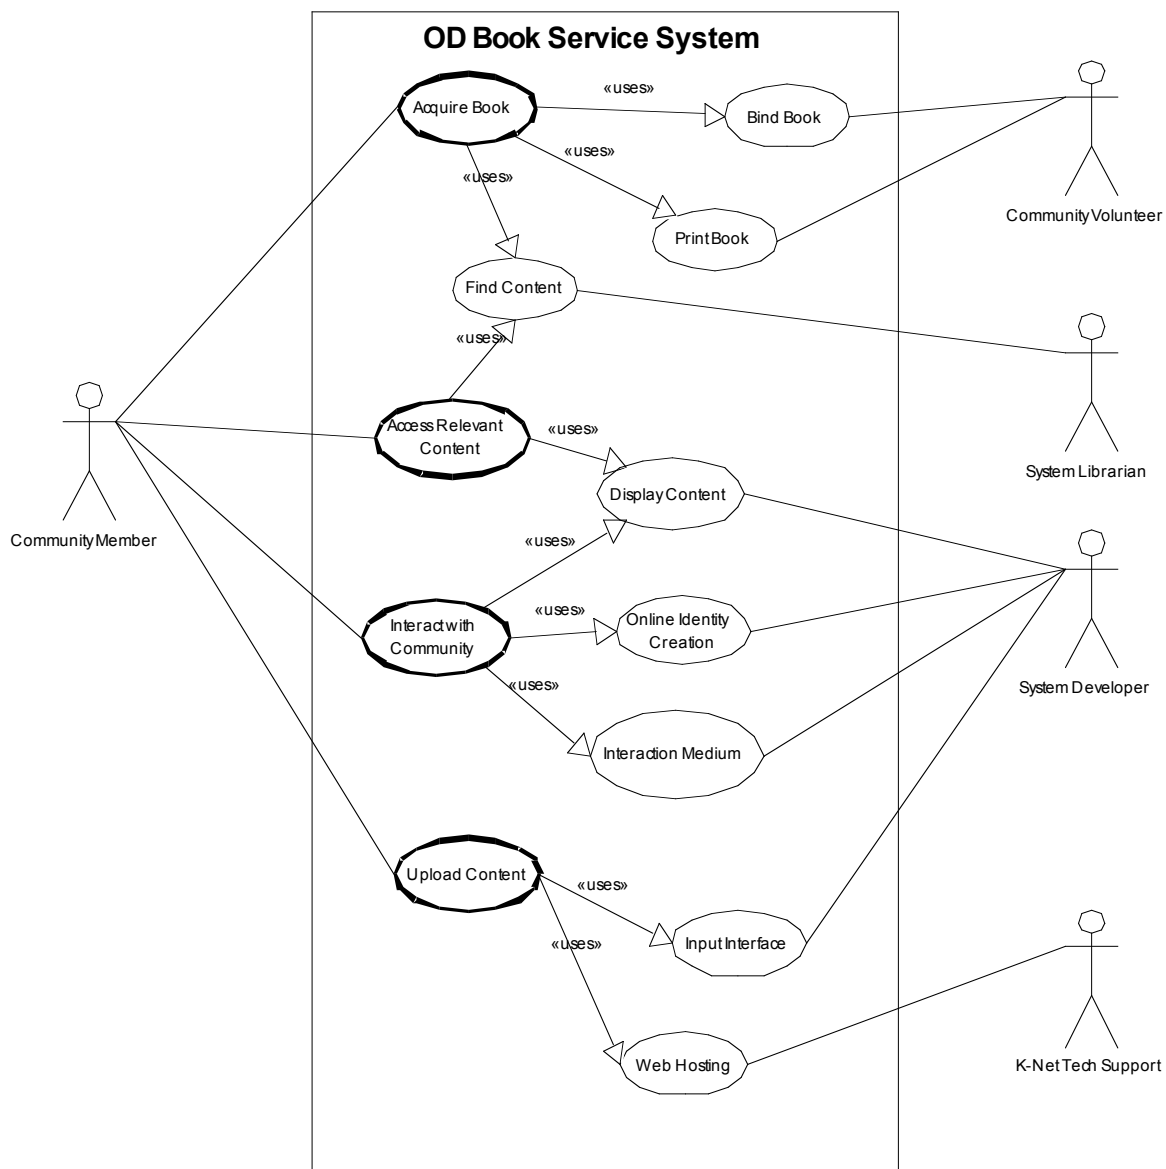 OD Book Service System
Acquire Book
«uses»
Bind Book
«uses»
«uses»
Community Volunteer
Print Book
Find Content
«uses»
Access Relevant
Content
«uses»
System Librarian
Display Content
Community Member
«uses»
«uses»
Online Identity
Creation
Interact with
Community
«uses»
System Developer
Interaction Medium
Upload Content
«uses»
Input Interface
«uses»
Web Hosting
K-Net Tech Support